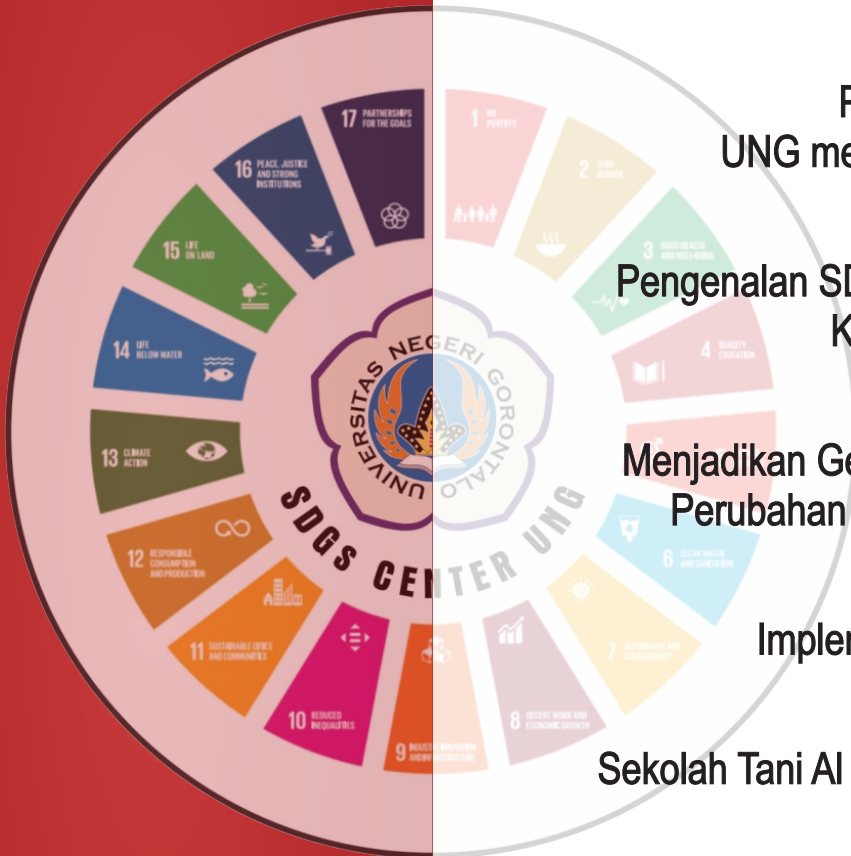 17 PARTNERSHIPS
FOR THE GOALS
1 NO
POVERTY
2 ZERO
HUNGER
3 GOOD HEALTH
AND WELL-BEING
4 QUALITY
EDUCATION
6 CLEAN WATER
AND SANITATION
7 AFFORDABLE AND
CLEAN ENERGY
8 DECENT WORK AND
ECONOMIC GROWTH
9 INDUSTRY, INNOVATION
AND INFRASTRUCTURE
10 REDUCED
INEQUALITIES
11 SUSTAINABLE CITIES
AND COMMUNITIES
12 RESPONSIBLE
CONSUMPTION
AND PRODUCTION
13 CLIMATE
ACTION
14 LIFE
BELOW WATER
15 LIFE
ON LAND
16 PEACE, JUSTICE
AND STRONG
INSTITUTIONS
UNIVERSITAS NEGERI GORONTALO
SDGS CENTER UNG
UNG me
Pengenalan SD
K
Menjadikan Ge
Perubahan
Sekolah Tani Al